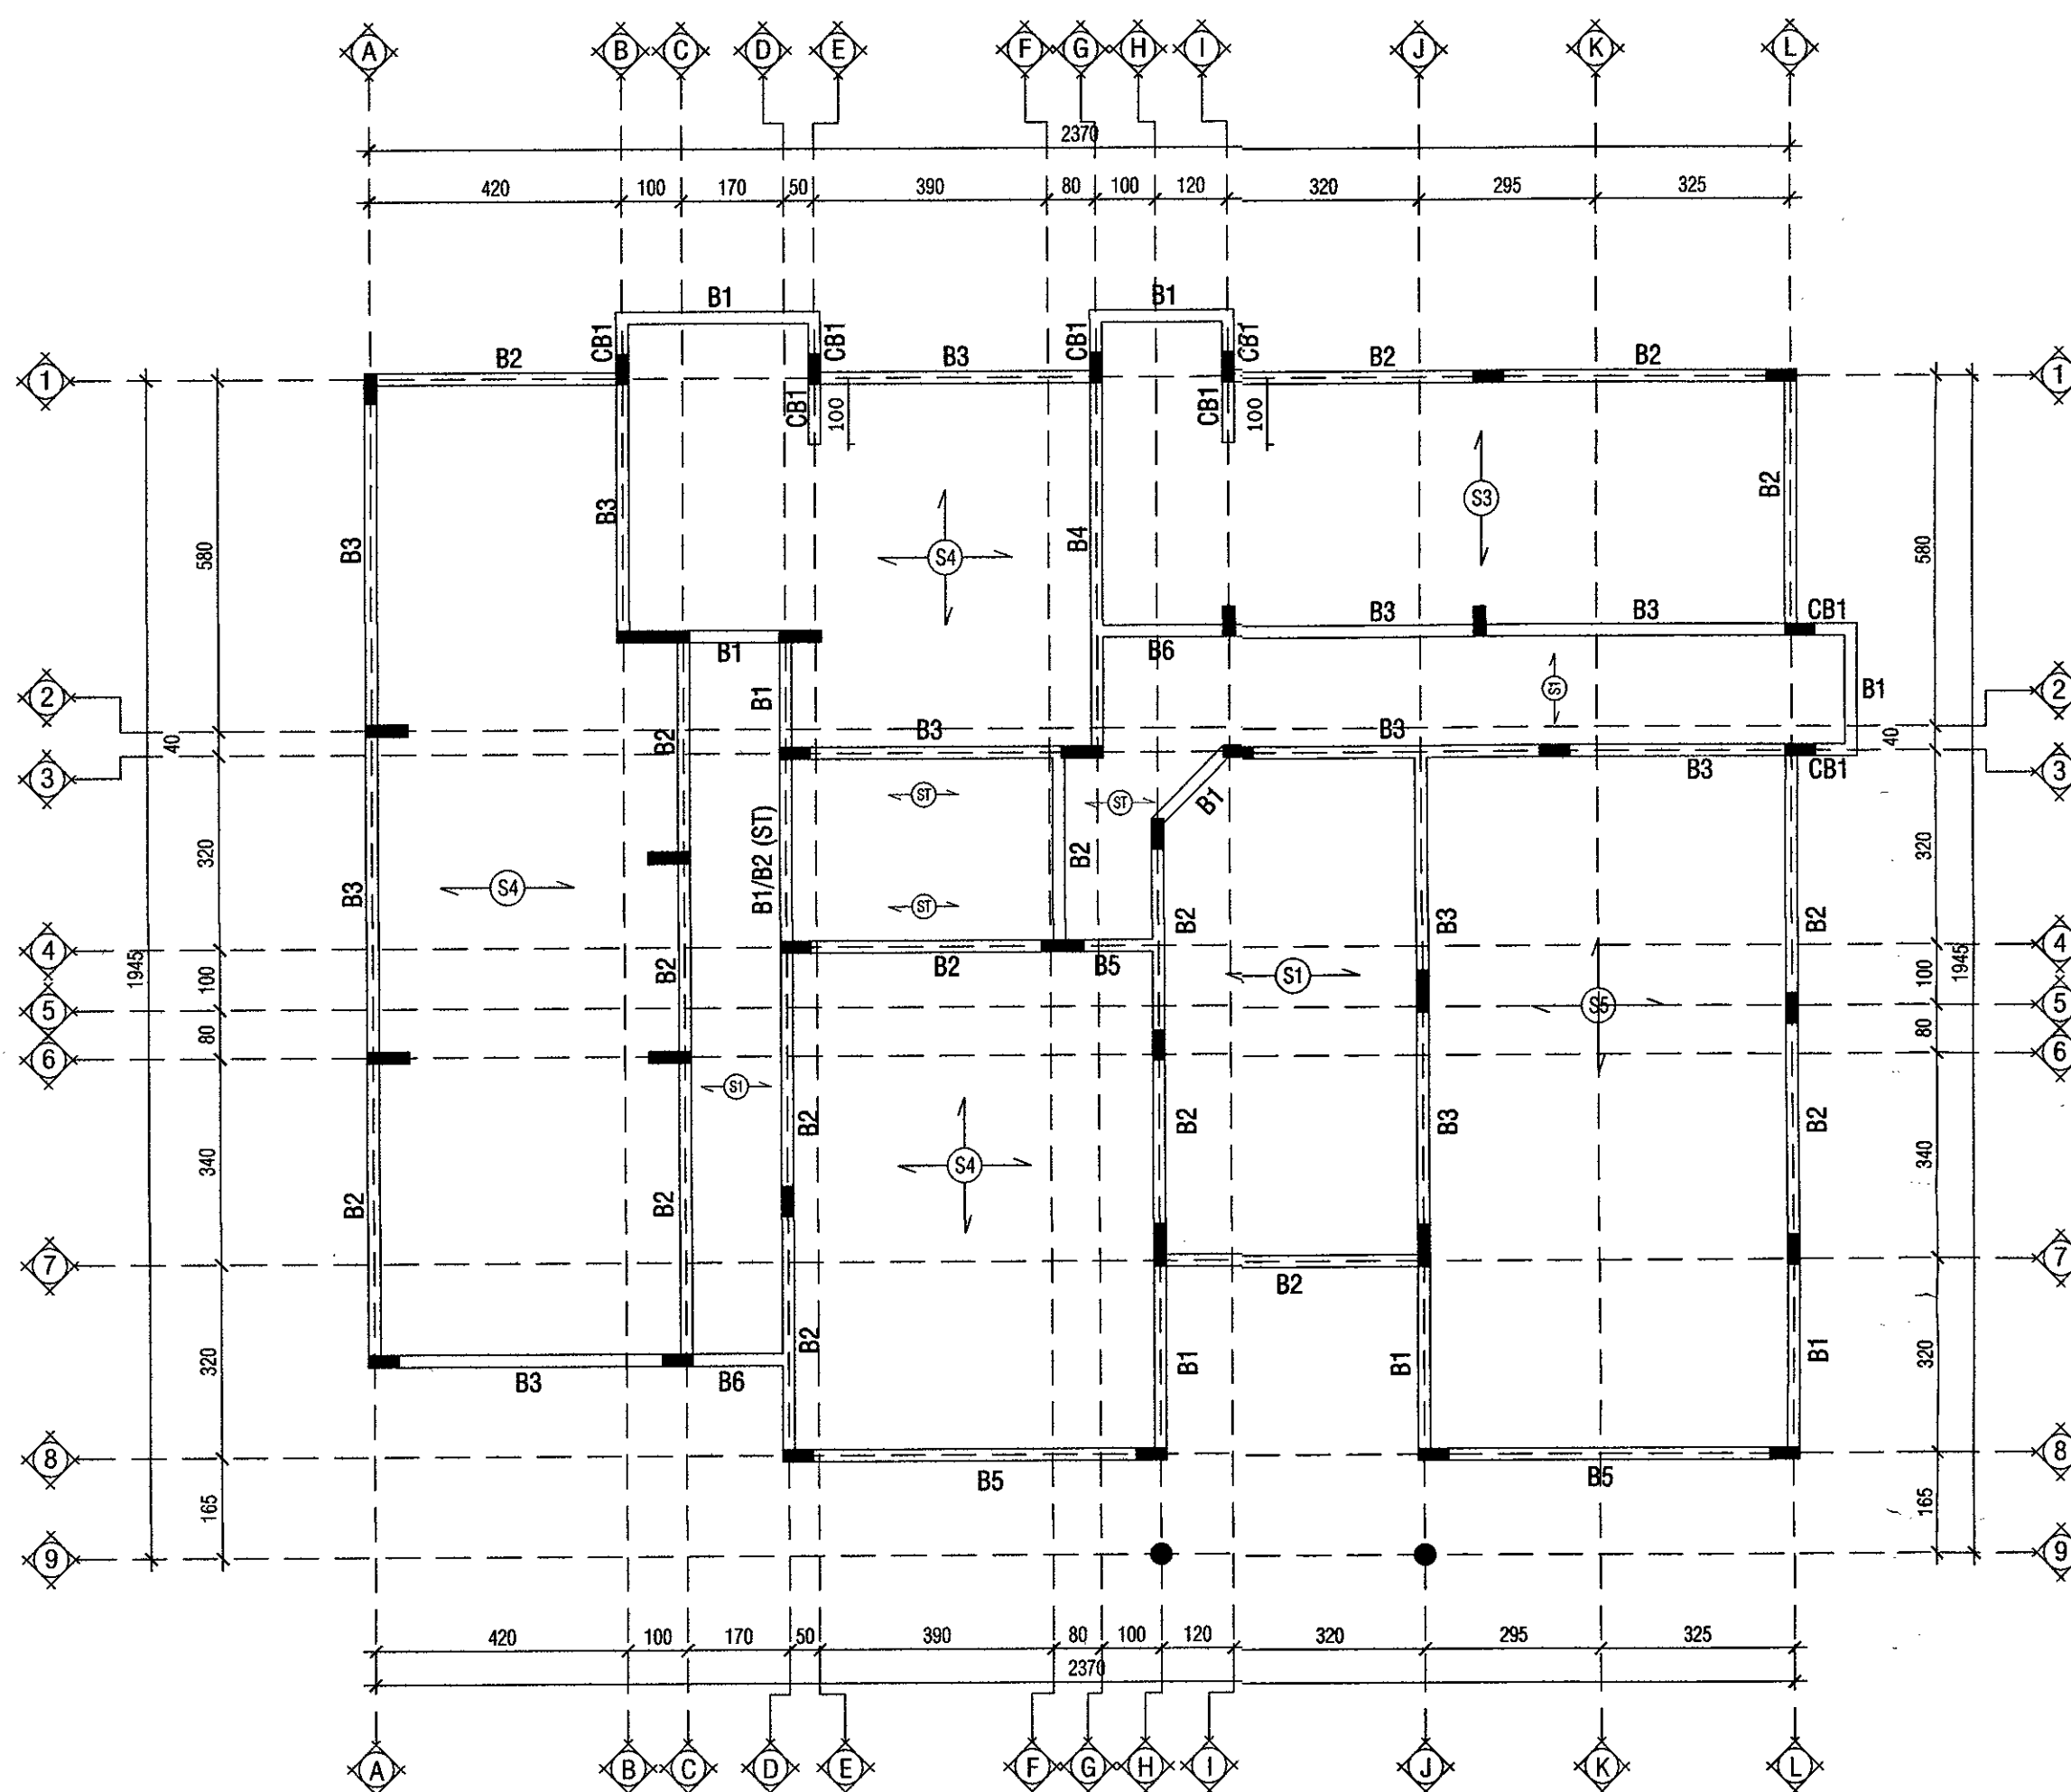 A B C D E F G H I J K L
2370
420 100 170 50 390 80 100 120 320 295 325
B1 B1
CB1 CB1 CB1 CB1
B2 B3 B2 B2
1 1
CB1 100 CB1 100
B3 B2
S3
B3 B4
580 S4 580
B3 B3 CB1
B1 B6
2 B1 S1 B1 2
40 B2 B3 B3 40
3 B3 CB1 3
ST ST B1
320 B1/B2 (ST) B2 320
B3 S4
ST B2 B3 B2
4 B2 B5 4
1945 100 B2 S1 100 1945
5 S5 5
80 80
6 6
S1
B2 B2 B3 B2
340 S4 340
B2 B2
7 7
B2
320 B2 B1 B1 B1 320
B3 B6
8 8
B5 B5
165 165
9 9
420 100 170 50 390 80 100 120 320 295 325
2370
A B C D E F G H I J K L